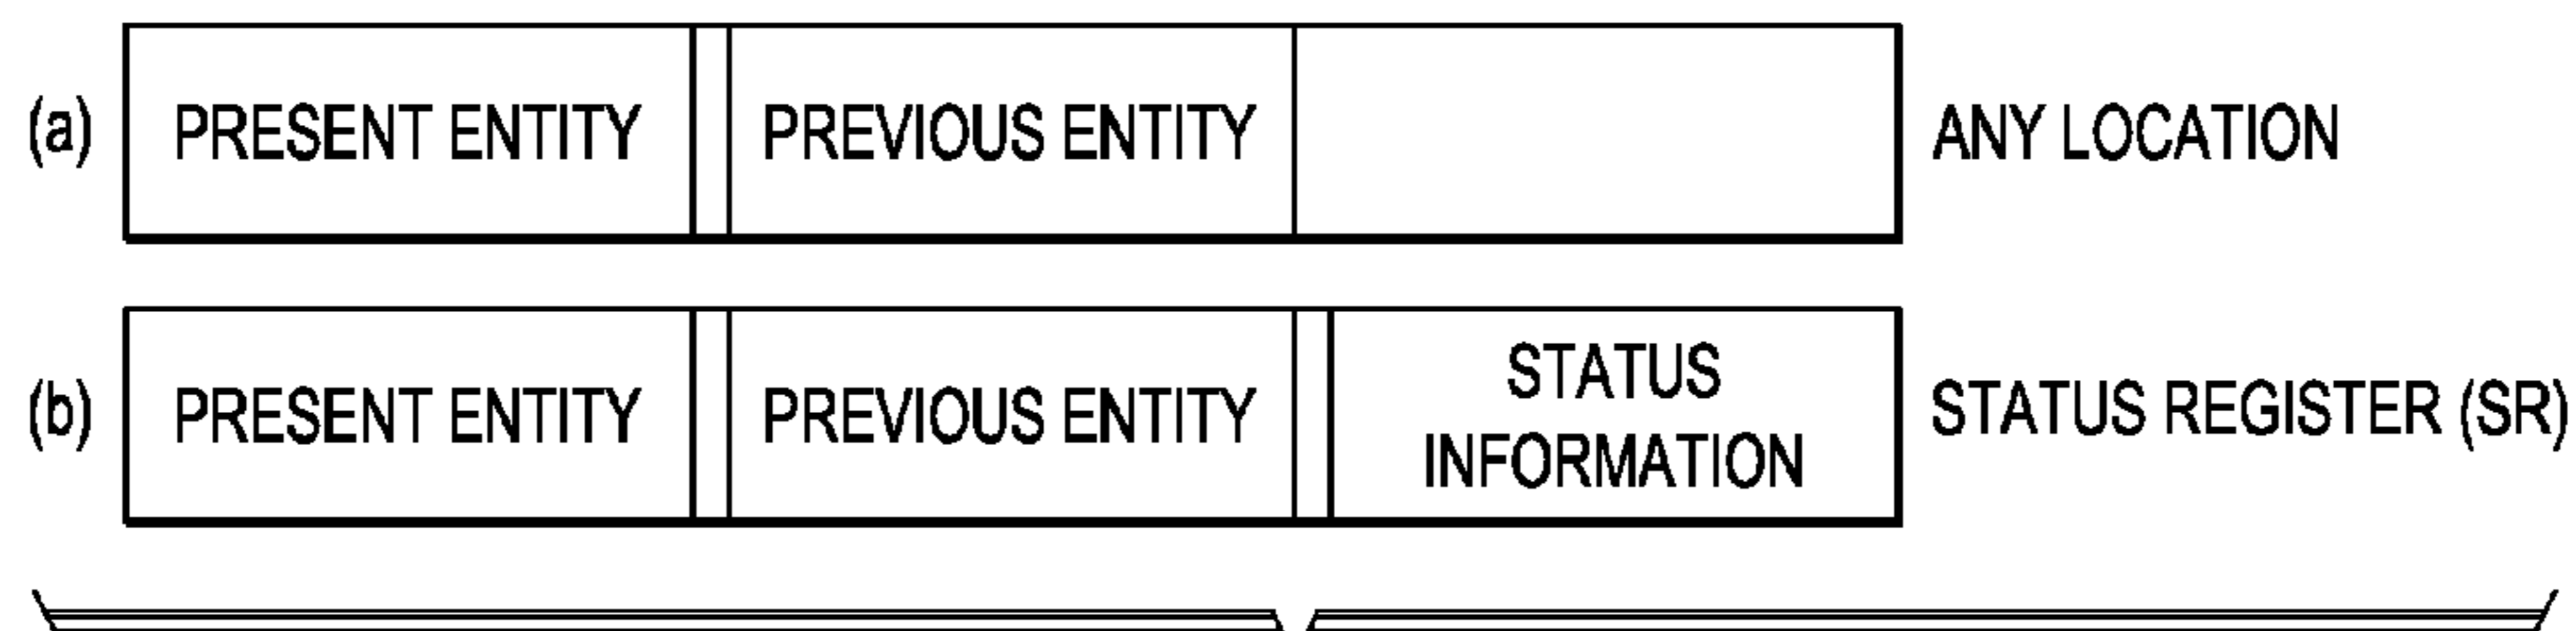 (a) PRESENT ENTITY PREVIOUS ENTITY ANY LOCATION
(b) PRESENT ENTITY PREVIOUS ENTITY STATUS INFORMATION STATUS REGISTER (SR)